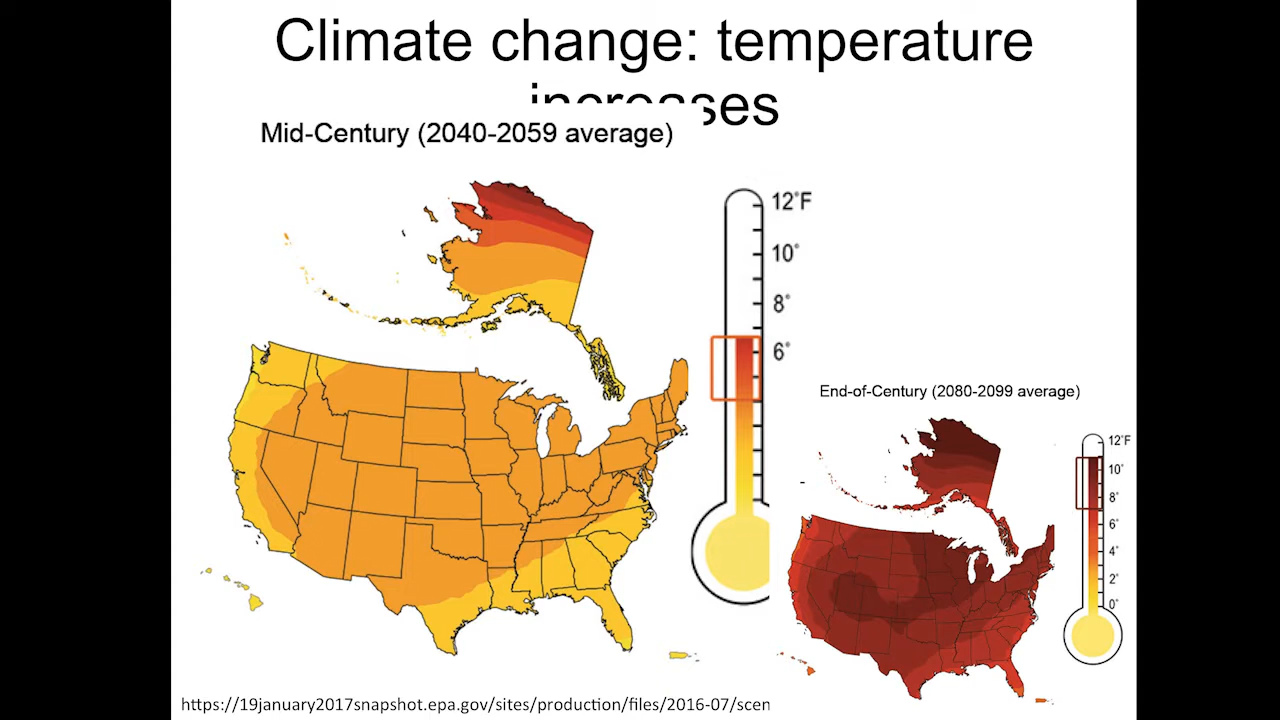 Climate change: temperature
increases
Mid-Century (2040-2059 average)
12°F
10°
8°
6°
End-of-Century (2080-2099 average)
12°F
10°
8°
6°
4°
2°
0°
https://19january2017snapshot.epa.gov/sites/production/files/2016-07/scen